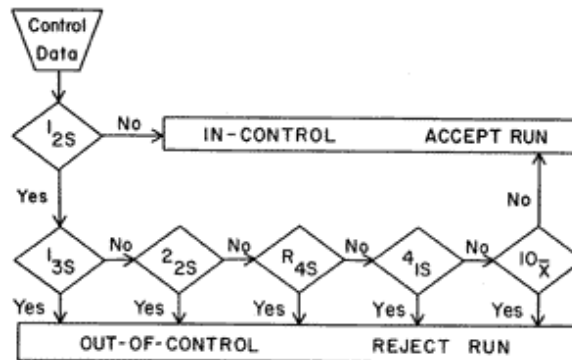 Control
Data
1 2S
No
IN-CONTROL ACCEPT RUN
Yes
No
1 3S
No
2 2S
No
R 4S
No
4 1S
No
10 X̄
Yes
Yes
Yes
Yes
Yes
OUT-OF-CONTROL REJECT RUN